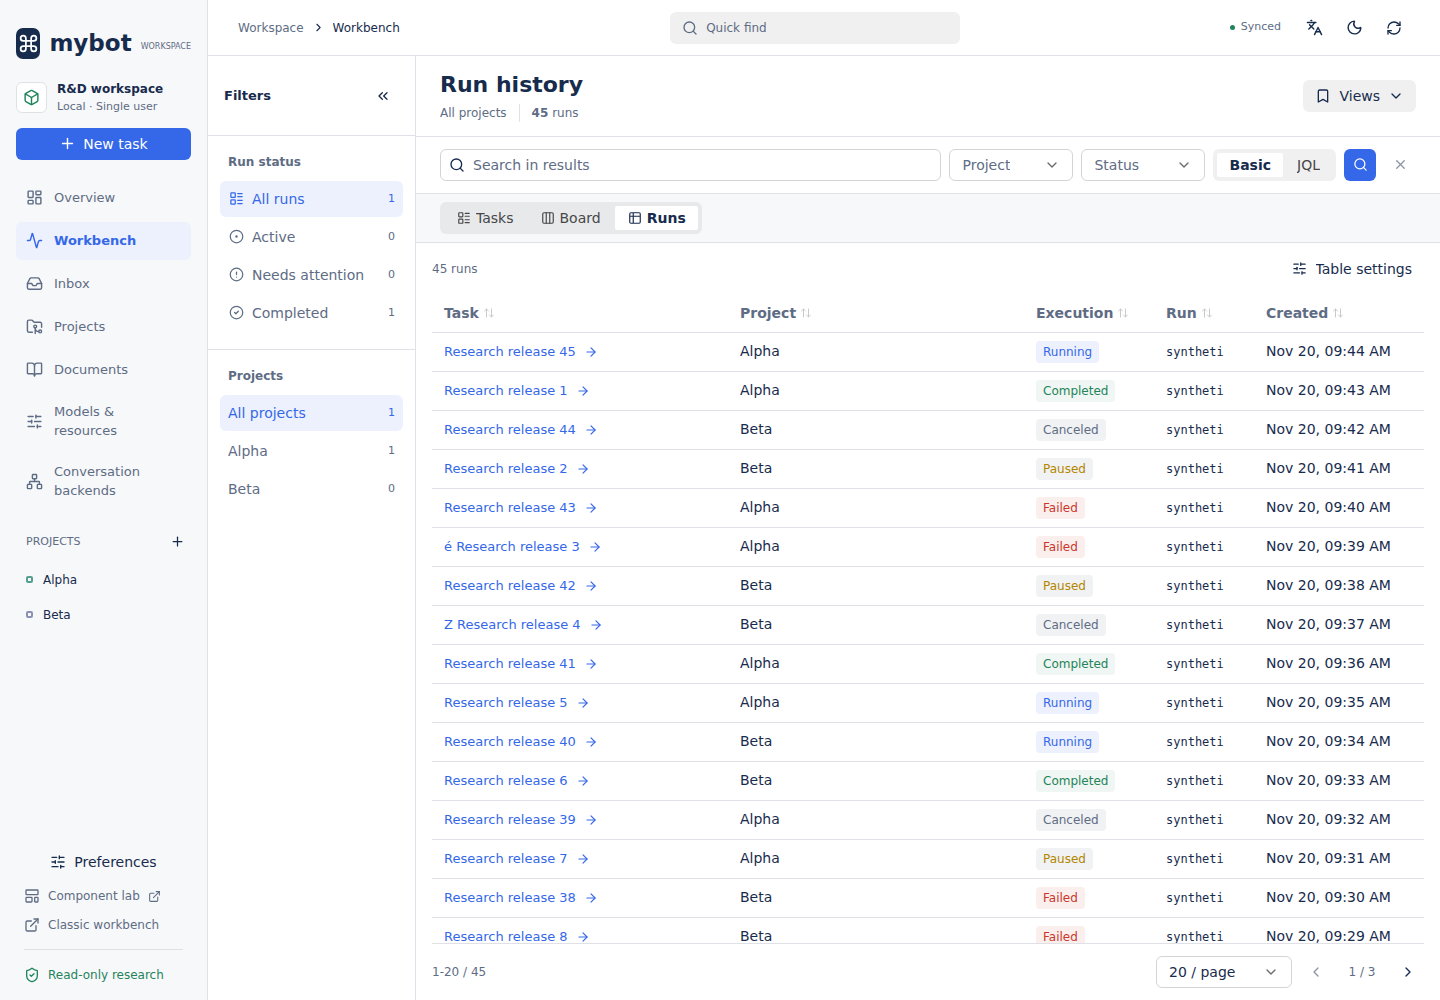 mybot WORKSPACE
R&D workspace
Local · Single user
New task
Overview
Workbench
Inbox
Projects
Documents
Models &
resources
Conversation
backends
PROJECTS
Alpha
Beta
Preferences
Component lab
Classic workbench
Read-only research
Workspace > Workbench
Quick find
Synced
Filters
Run status
All runs 1
Active 0
Needs attention 0
Completed 1
Projects
All projects 1
Alpha 1
Beta 0
Run history
All projects 45 runs
Views
Search in results Project Status Basic JQL
Tasks Board Runs
45 runs Table settings
Task Project Execution Run Created
Research release 45 Alpha Running syntheti Nov 20, 09:44 AM
Research release 1 Alpha Completed syntheti Nov 20, 09:43 AM
Research release 44 Beta Canceled syntheti Nov 20, 09:42 AM
Research release 2 Beta Paused syntheti Nov 20, 09:41 AM
Research release 43 Alpha Failed syntheti Nov 20, 09:40 AM
é Research release 3 Alpha Failed syntheti Nov 20, 09:39 AM
Research release 42 Beta Paused syntheti Nov 20, 09:38 AM
Z Research release 4 Beta Canceled syntheti Nov 20, 09:37 AM
Research release 41 Alpha Completed syntheti Nov 20, 09:36 AM
Research release 5 Alpha Running syntheti Nov 20, 09:35 AM
Research release 40 Beta Running syntheti Nov 20, 09:34 AM
Research release 6 Beta Completed syntheti Nov 20, 09:33 AM
Research release 39 Alpha Canceled syntheti Nov 20, 09:32 AM
Research release 7 Alpha Paused syntheti Nov 20, 09:31 AM
Research release 38 Beta Failed syntheti Nov 20, 09:30 AM
Research release 8 Beta Failed syntheti Nov 20, 09:29 AM
1-20 / 45 20 / page 1 / 3